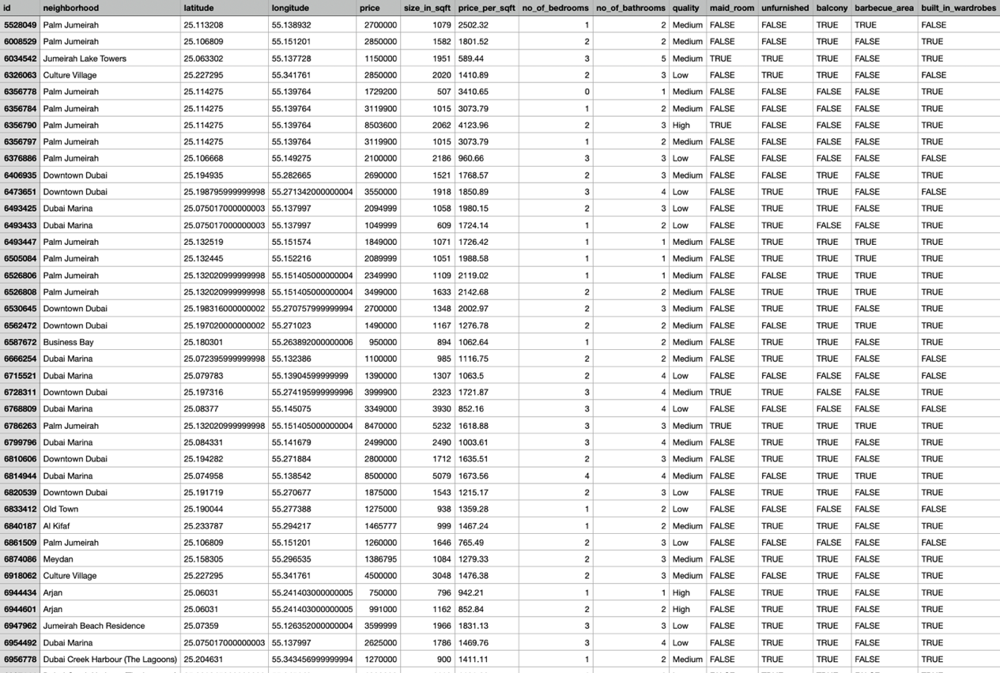 id neighborhood latitude longitude price size_in_sqft price_per_sqft no_of_bedrooms no_of_bathrooms quality maid_room unfurnished balcony barbecue_area built_in_wardrobes
5528049 Palm Jumeirah 25.113208 55.138932 2700000 1079 2502.32 1 2 Medium FALSE FALSE TRUE TRUE FALSE
6008529 Palm Jumeirah 25.106809 55.151201 2850000 1582 1801.52 2 2 Medium FALSE FALSE TRUE FALSE TRUE
6034542 Jumeirah Lake Towers 25.063302 55.137728 1150000 1951 589.44 3 5 Medium TRUE TRUE TRUE FALSE TRUE
6326063 Culture Village 25.227295 55.341761 2850000 2020 1410.89 2 3 Low FALSE TRUE TRUE FALSE FALSE
6356778 Palm Jumeirah 25.114275 55.139764 1729200 507 3410.65 0 1 Medium FALSE FALSE FALSE FALSE TRUE
6356784 Palm Jumeirah 25.114275 55.139764 3119900 1015 3073.79 1 2 Medium FALSE FALSE TRUE FALSE TRUE
6356790 Palm Jumeirah 25.114275 55.139764 8503600 2062 4123.96 2 3 High TRUE FALSE FALSE FALSE TRUE
6356797 Palm Jumeirah 25.114275 55.139764 3119900 1015 3073.79 1 2 Medium FALSE FALSE FALSE FALSE TRUE
6376886 Palm Jumeirah 25.106668 55.149275 2100000 2186 960.66 3 3 Low FALSE FALSE FALSE FALSE FALSE
6406935 Downtown Dubai 25.194935 55.282665 2690000 1521 1768.57 2 3 Medium FALSE FALSE TRUE FALSE TRUE
6473651 Downtown Dubai 25.198795999999998 55.271342000000004 3550000 1918 1850.89 3 4 Low FALSE TRUE TRUE FALSE FALSE
6493425 Dubai Marina 25.075017000000003 55.137997 2094999 1058 1980.15 2 3 Low FALSE TRUE TRUE FALSE TRUE
6493433 Dubai Marina 25.075017000000003 55.137997 1049999 609 1724.14 1 2 Low FALSE TRUE FALSE FALSE TRUE
6493447 Palm Jumeirah 25.132519 55.151574 1849000 1071 1726.42 1 1 Medium FALSE TRUE TRUE TRUE TRUE
6505084 Palm Jumeirah 25.132445 55.152216 2089999 1051 1988.58 1 1 Medium FALSE TRUE TRUE TRUE TRUE
6526806 Palm Jumeirah 25.132020999999998 55.151405000000004 2349990 1109 2119.02 1 1 Medium FALSE FALSE TRUE TRUE TRUE
6526808 Palm Jumeirah 25.132020999999998 55.151405000000004 3499000 1633 2142.68 2 2 Medium FALSE TRUE TRUE TRUE TRUE
6530645 Downtown Dubai 25.198316000000002 55.270757999999994 2700000 1348 2002.97 2 3 Medium FALSE TRUE TRUE FALSE TRUE
6562472 Downtown Dubai 25.197020000000002 55.271023 1490000 1167 1276.78 2 2 Medium FALSE FALSE TRUE TRUE TRUE
6587672 Business Bay 25.180301 55.263892000000006 950000 894 1062.64 1 2 Medium FALSE TRUE TRUE FALSE TRUE
6666254 Dubai Marina 25.072395999999998 55.132386 1100000 985 1116.75 2 2 Medium FALSE TRUE TRUE FALSE FALSE
6715521 Dubai Marina 25.079783 55.13904599999999 1390000 1307 1063.5 2 4 Low FALSE FALSE FALSE FALSE FALSE
6728311 Downtown Dubai 25.197316 55.274195999999996 3999900 2323 1721.87 3 4 Medium TRUE TRUE FALSE FALSE TRUE
6768809 Dubai Marina 25.08377 55.145075 3349000 3930 852.16 3 4 Low FALSE FALSE FALSE FALSE FALSE
6786263 Palm Jumeirah 25.132020999999998 55.151405000000004 8470000 5232 1618.88 3 3 Medium TRUE TRUE TRUE TRUE TRUE
6799796 Dubai Marina 25.084331 55.141679 2499000 2490 1003.61 3 4 Medium FALSE TRUE TRUE FALSE TRUE
6810606 Downtown Dubai 25.194282 55.271884 2800000 1712 1635.51 2 3 Medium FALSE TRUE TRUE FALSE TRUE
6814944 Dubai Marina 25.074958 55.138542 8500000 5079 1673.56 4 4 Medium FALSE FALSE TRUE TRUE TRUE
6820539 Downtown Dubai 25.191719 55.270677 1875000 1543 1215.17 2 3 Low FALSE TRUE TRUE FALSE TRUE
6833412 Old Town 25.190044 55.277388 1275000 938 1359.28 1 2 Low FALSE FALSE FALSE FALSE FALSE
6840187 Al Kifaf 25.233787 55.294217 1465777 999 1467.24 1 2 Medium FALSE TRUE TRUE FALSE TRUE
6861509 Palm Jumeirah 25.106809 55.151201 1260000 1646 765.49 2 3 Low FALSE FALSE FALSE FALSE FALSE
6874086 Meydan 25.158305 55.296535 1386795 1084 1279.33 2 3 Medium FALSE TRUE TRUE FALSE TRUE
6918062 Culture Village 25.227295 55.341761 4500000 3048 1476.38 2 3 Medium FALSE FALSE TRUE FALSE TRUE
6944434 Arjan 25.06031 55.241403000000005 750000 796 942.21 1 1 High FALSE TRUE TRUE FALSE TRUE
6944601 Arjan 25.06031 55.241403000000005 991000 1162 852.84 2 2 High FALSE TRUE TRUE FALSE TRUE
6947962 Jumeirah Beach Residence 25.07359 55.126352000000004 3599999 1966 1831.13 3 3 Low FALSE TRUE TRUE FALSE TRUE
6954492 Dubai Marina 25.075017000000003 55.137997 2625000 1786 1469.76 3 4 Low FALSE TRUE TRUE FALSE TRUE
6956778 Dubai Creek Harbour (The Lagoons) 25.204631 55.343456999999994 1270000 900 1411.11 1 2 Medium FALSE TRUE TRUE FALSE TRUE